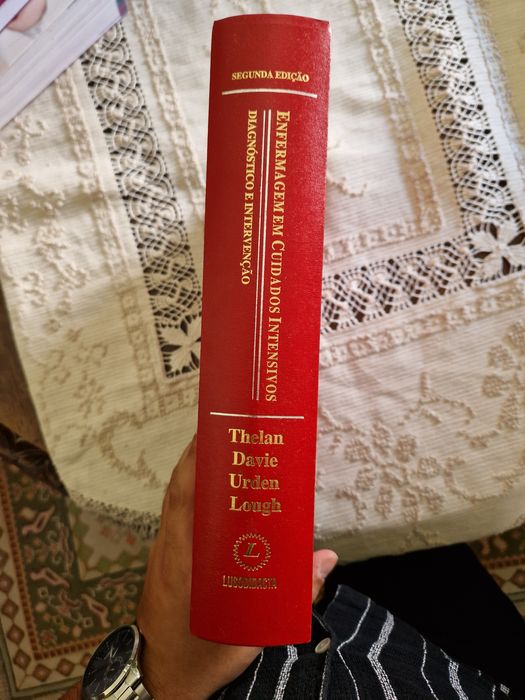 SEGUNDA EDIÇÃO
ENFERMAGEM EM CUIDADOS INTENSIVOS
DIAGNÓSTICO E INTERVENÇÃO
Thelan
Davie
Urden
Lough
L
LUSODIDACTA